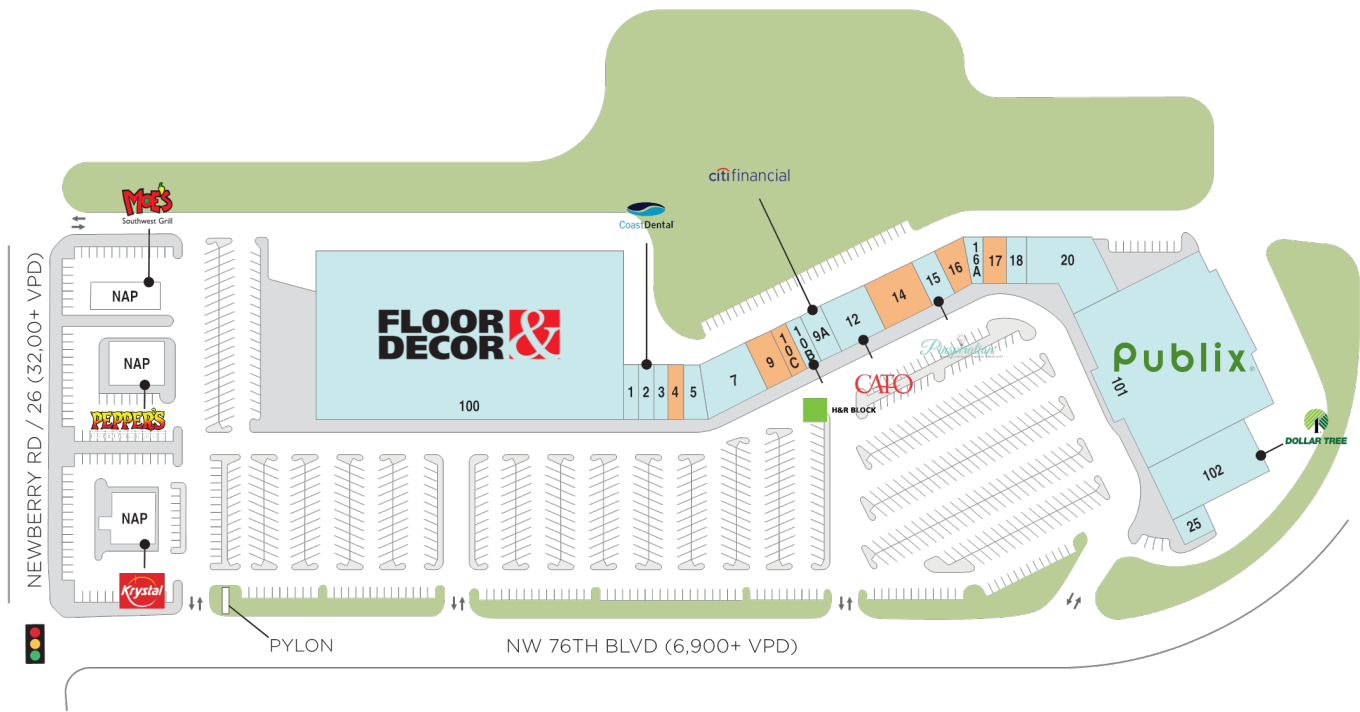 citifinancial
MOE'S
Southwest Grill
CoastDental
NAP
NAP
PEPPER'S
NAP
Krystal
NEWBERRY RD / 26 (32,00+ VPD)
FLOOR &
DECOR
100
1
2
3
4
5
7
9
10C
10B
9A
12
14
15
16
16A
17
18
20
Pinspiration
CATO
H&R BLOCK
Publix
101
DOLLAR TREE
102
25
PYLON
NW 76TH BLVD (6,900+ VPD)